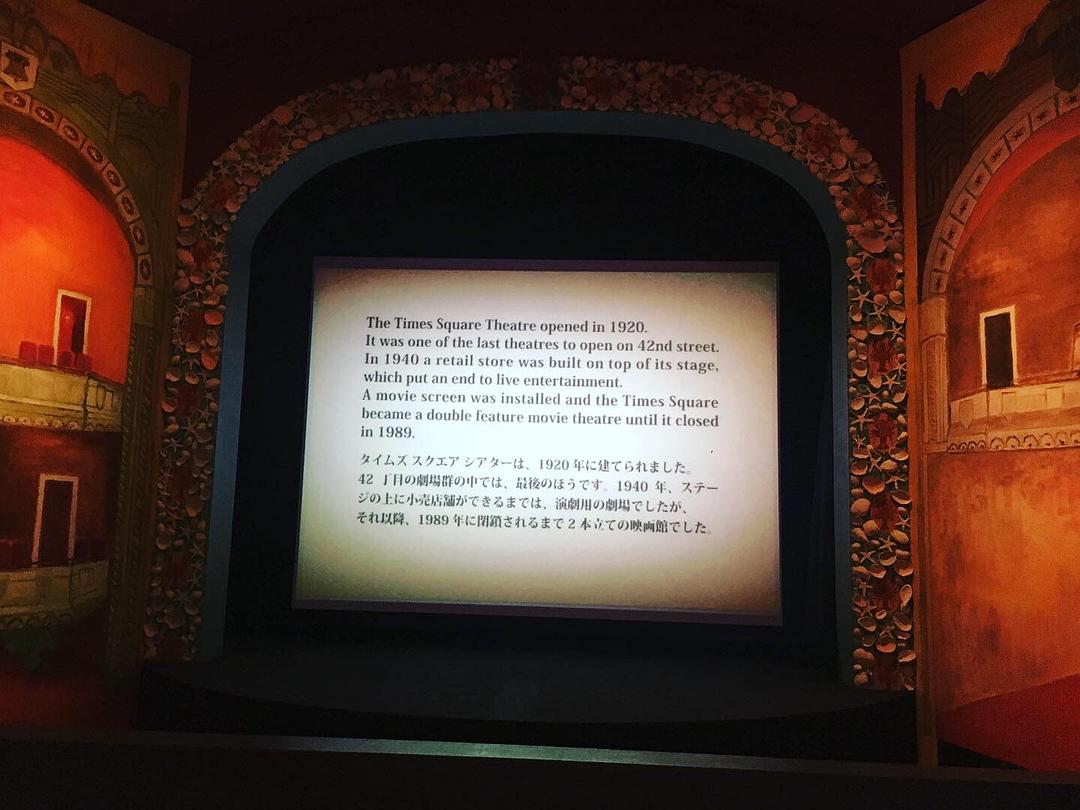 The Times Square Theatre opened in 1920.
It was one of the last theatres to open on 42nd street.
In 1940 a retail store was built on top of its stage,
which put an end to live entertainment.
A movie screen was installed and the Times Square
became a double feature movie theatre until it closed
in 1989.
タイムズ スクエア シアターは、1920 年に建てられました。
42 丁目の劇場群の中では、最後のほうです。1940 年、ステー
ジの上に小売店舗ができるまでは、演劇用の劇場でしたが、
それ以降、1989 年に閉鎖されるまで 2 本立ての映画館でした。